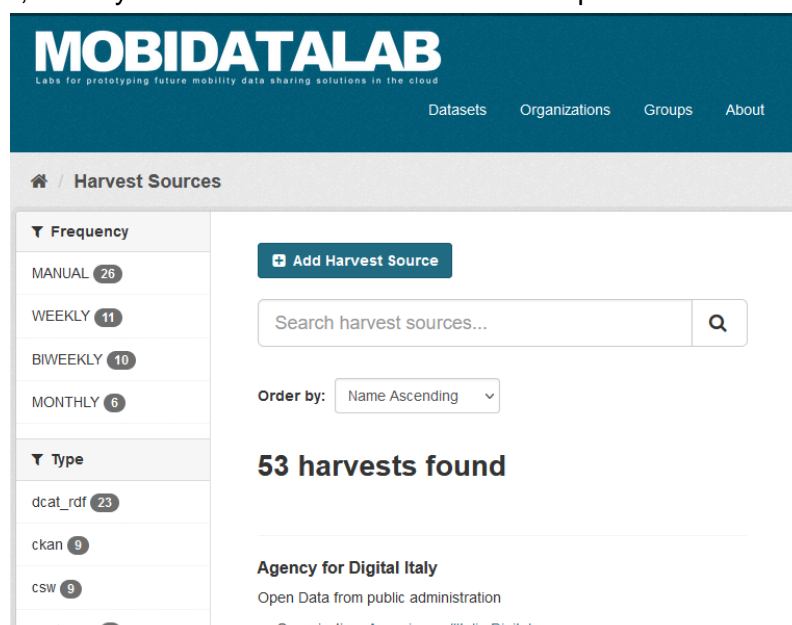 MOBIDATALAB
Labs for prototyping future mobility data sharing solutions in the cloud
Datasets Organizations Groups About
/ Harvest Sources
Frequency
MANUAL 26
WEEKLY 11
BIWEEKLY 10
MONTHLY 6
Type
dcat_rdf 23
ckan 9
csw 9
Add Harvest Source
Search harvest sources...
Order by: Name Ascending
53 harvests found
Agency for Digital Italy
Open Data from public administration